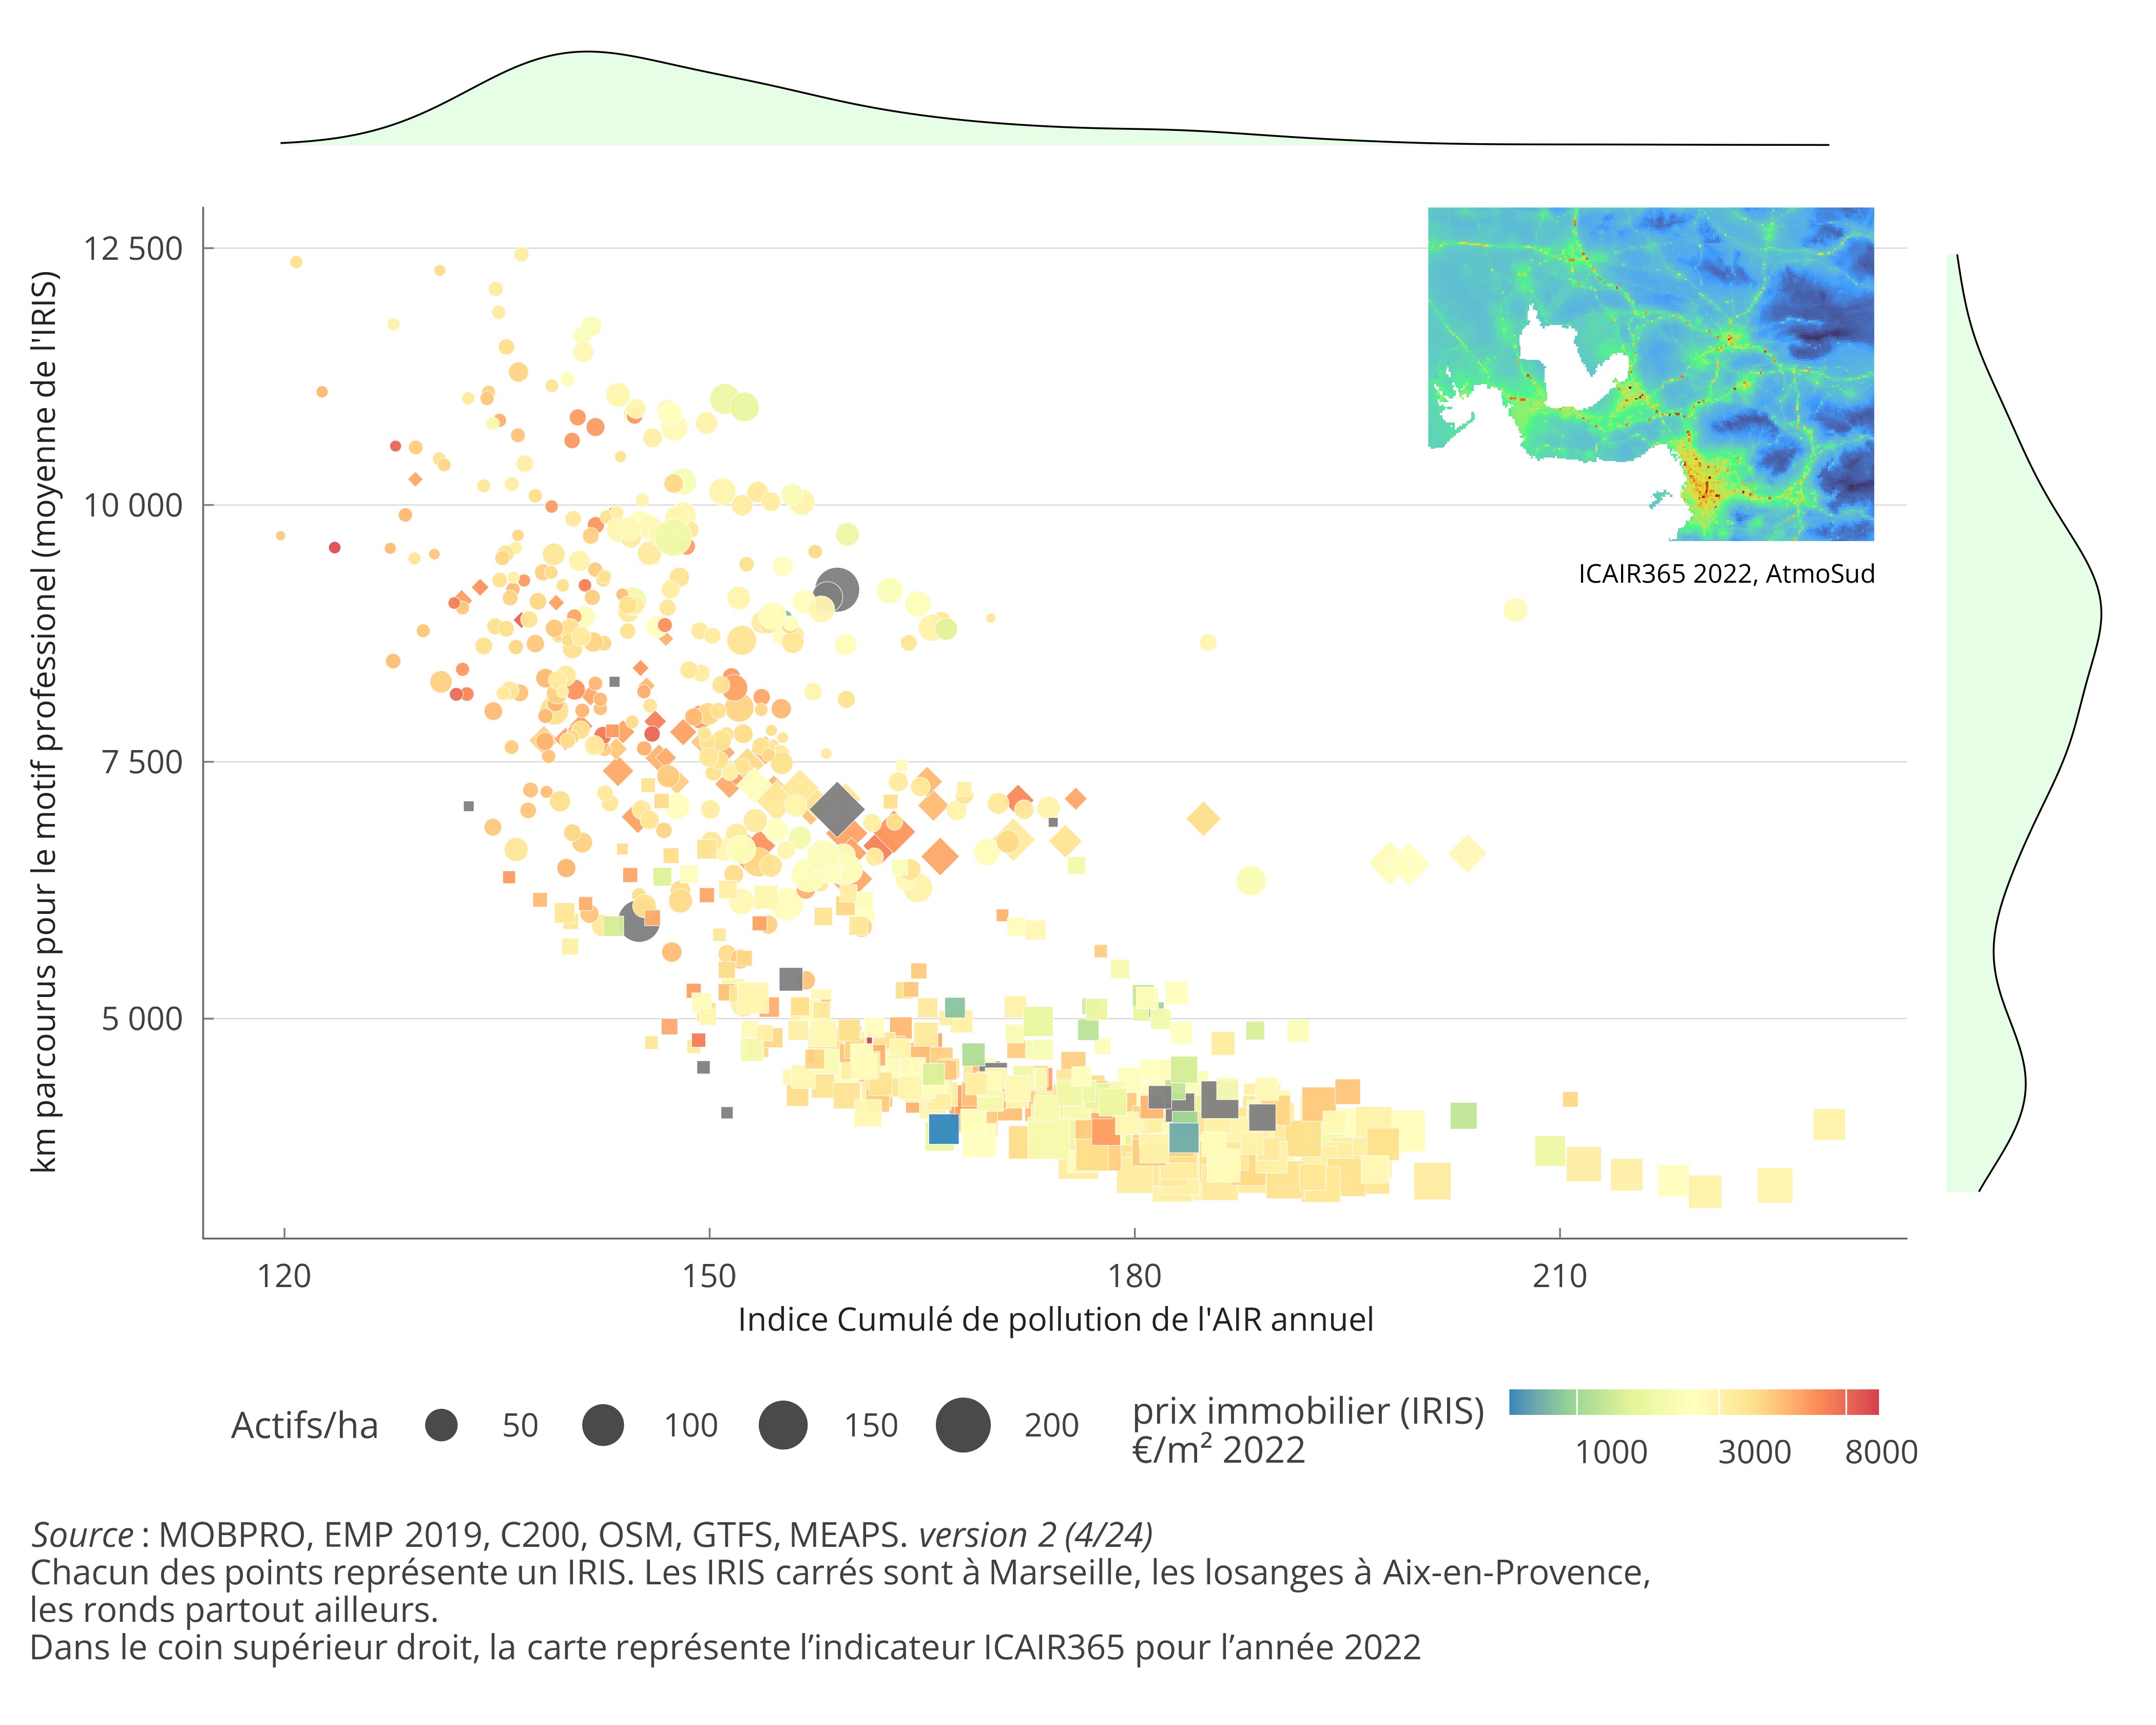 km parcourus pour le motif professionel (moyenne de l'IRIS)
12 500
10 000
7 500
5 000
ICAIR365 2022, AtmoSud
120
150
180
210
Indice Cumulé de pollution de l'AIR annuel
Actifs/ha
50
100
150
200
prix immobilier (IRIS)
€/m² 2022
1000
3000
8000
Source : MOBPRO, EMP 2019, C200, OSM, GTFS, MEAPS. version 2 (4/24)
Chacun des points représente un IRIS. Les IRIS carrés sont à Marseille, les losanges à Aix-en-Provence,
les ronds partout ailleurs.
Dans le coin supérieur droit, la carte représente l’indicateur ICAIR365 pour l’année 2022